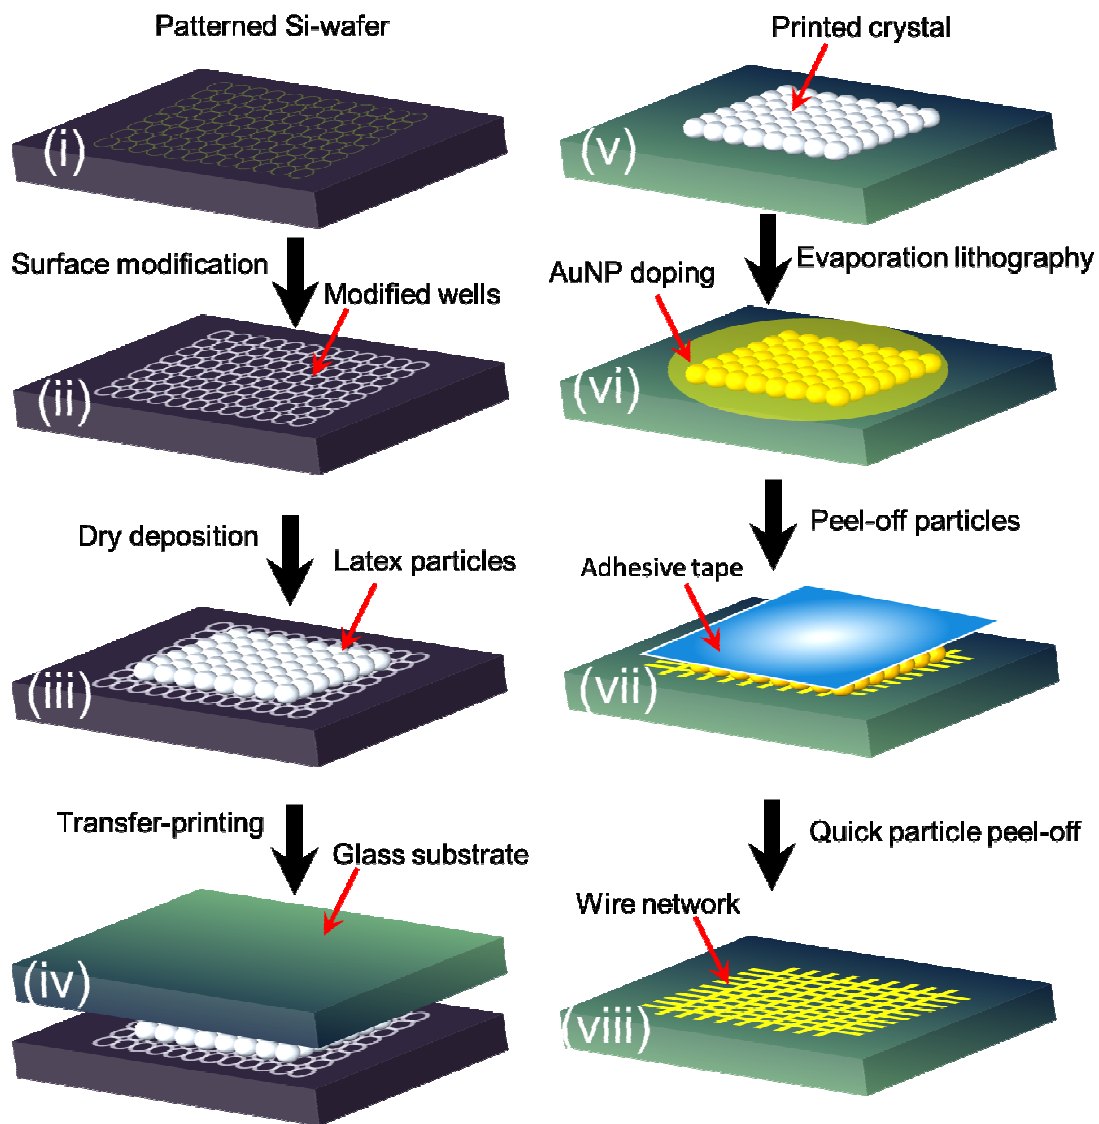 Patterned Si-wafer
(i)
Surface modification
Modified wells
(ii)
Dry deposition
Latex particles
(iii)
Transfer-printing
Glass substrate
(iv)
Printed crystal
(v)
Evaporation lithography
AuNP doping
(vi)
Peel-off particles
Adhesive tape
(vii)
Quick particle peel-off
Wire network
(viii)